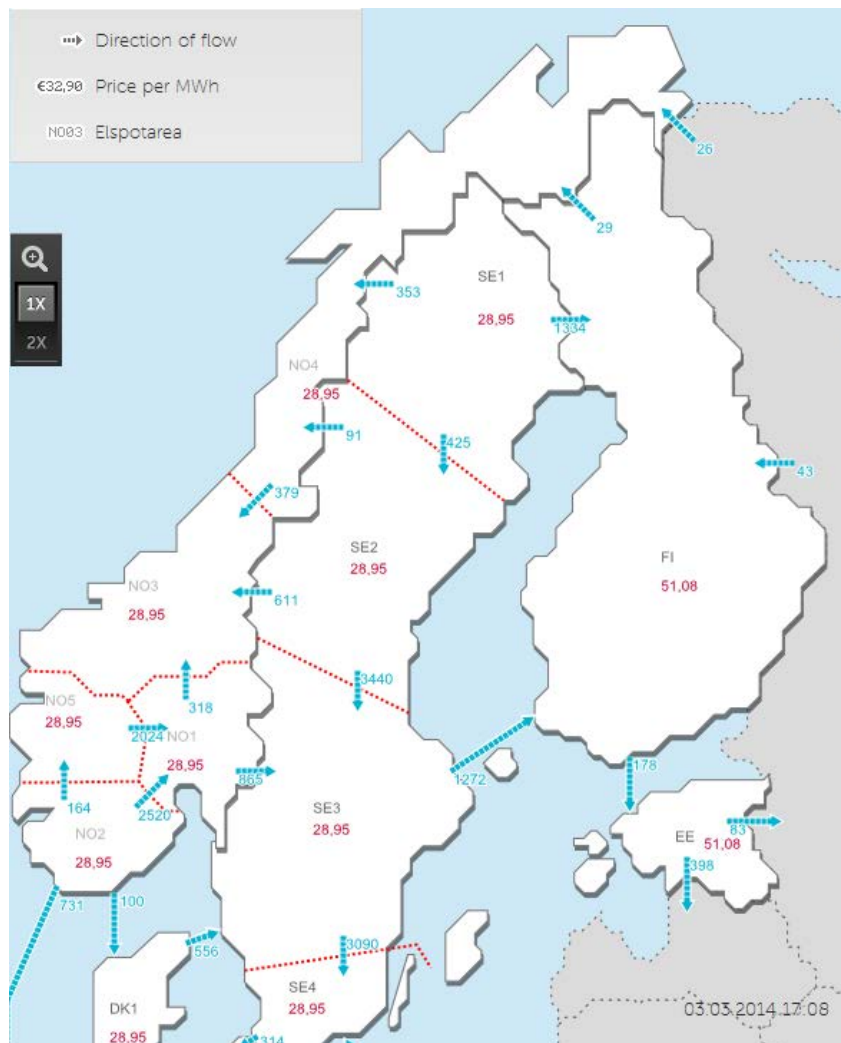 Direction of flow
€32,90 Price per MWh
NO03 Elspotarea
1X
2X
26
29
SE1
353
28,95
1334
NO4
28,95
91
425
43
379
SE2
28,95
FI
51,08
NO3
28,95
611
3440
318
NO5
28,95
2024
NO1
28,95
865
1272
178
164
2520
SE3
28,95
NO2
28,95
EE
83
51,08
398
731
100
556
3090
SE4
28,95
DK1
28,95
314
03.03.2014 17:08